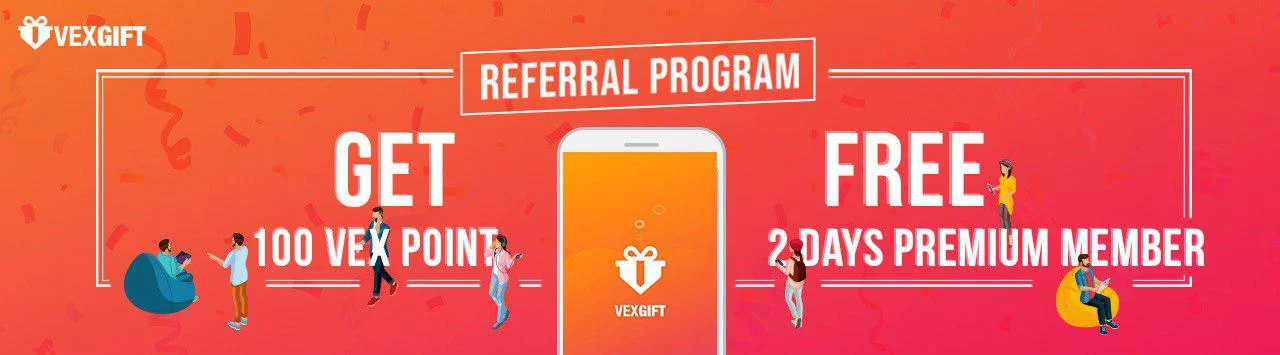 VEXGIFT
REFERRAL PROGRAM
GET
100 VEX POINT
FREE
2 DAYS PREMIUM MEMBER
VEXGIFT